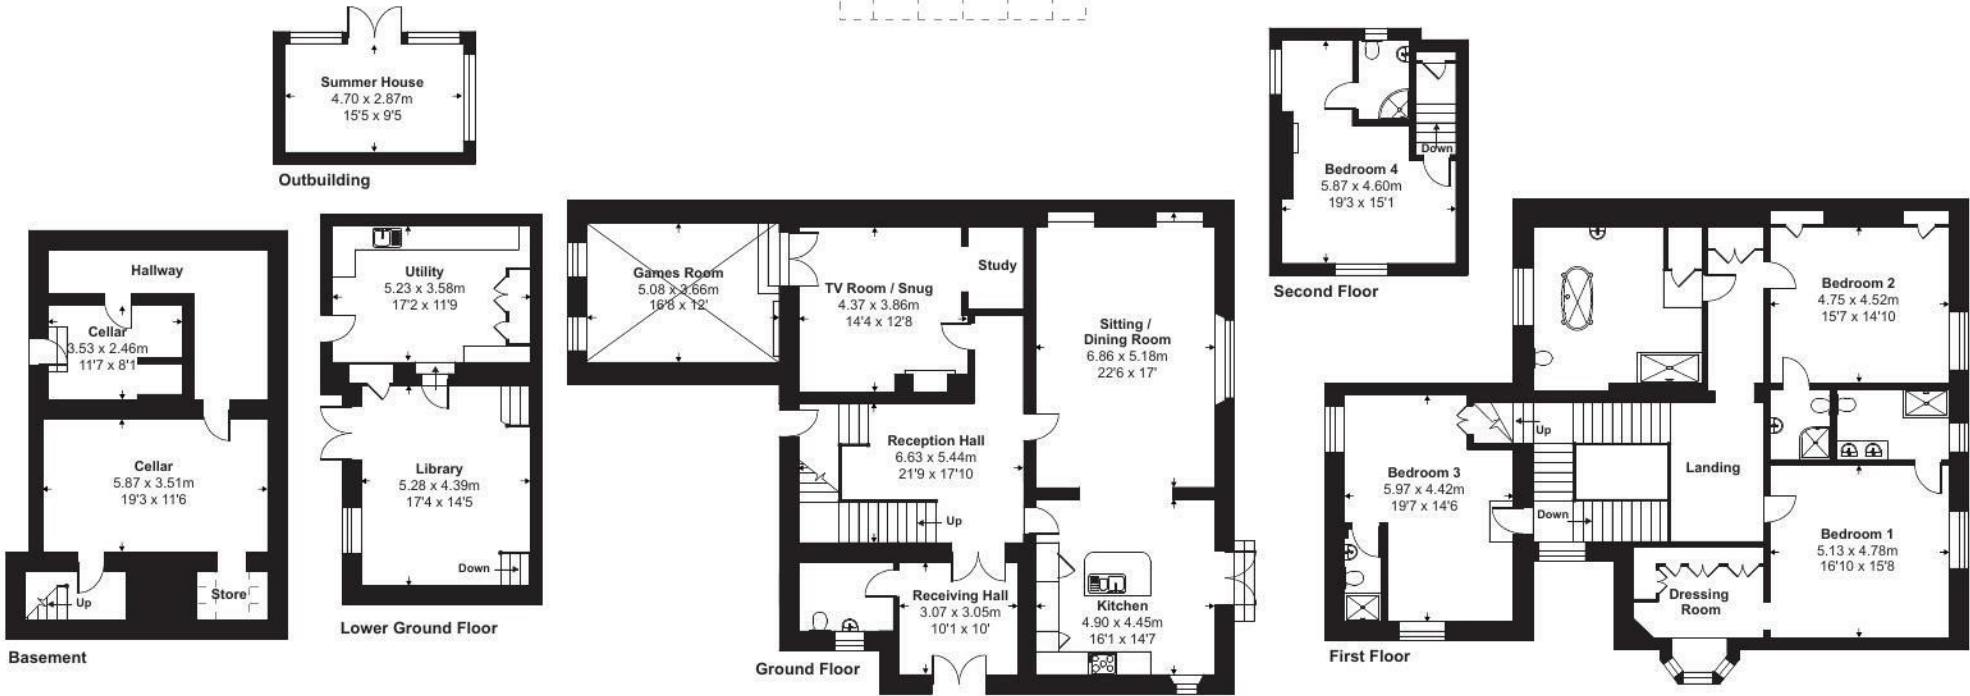 Summer House
4.70 x 2.87m
15'5 x 9'5
Outbuilding
Hallway
Cellar
3.53 x 2.46m
11'7 x 8'1
Cellar
5.87 x 3.51m
19'3 x 11'6
Up
Store
Basement
Utility
5.23 x 3.58m
17'2 x 11'9
Library
5.28 x 4.39m
17'4 x 14'5
Down
Lower Ground Floor
Games Room
5.08 x 3.66m
16'8 x 12'
TV Room / Snug
4.37 x 3.86m
14'4 x 12'8
Study
Sitting /
Dining Room
6.86 x 5.18m
22'6 x 17'
Reception Hall
6.63 x 5.44m
21'9 x 17'10
Up
Receiving Hall
3.07 x 3.05m
10'1 x 10'
Kitchen
4.90 x 4.45m
16'1 x 14'7
Ground Floor
Bedroom 4
5.87 x 4.60m
19'3 x 15'1
Down
Second Floor
Bedroom 2
4.75 x 4.52m
15'7 x 14'10
Up
Bedroom 3
5.97 x 4.42m
19'7 x 14'6
Landing
Down
Bedroom 1
5.13 x 4.78m
16'10 x 15'8
Dressing
Room
First Floor